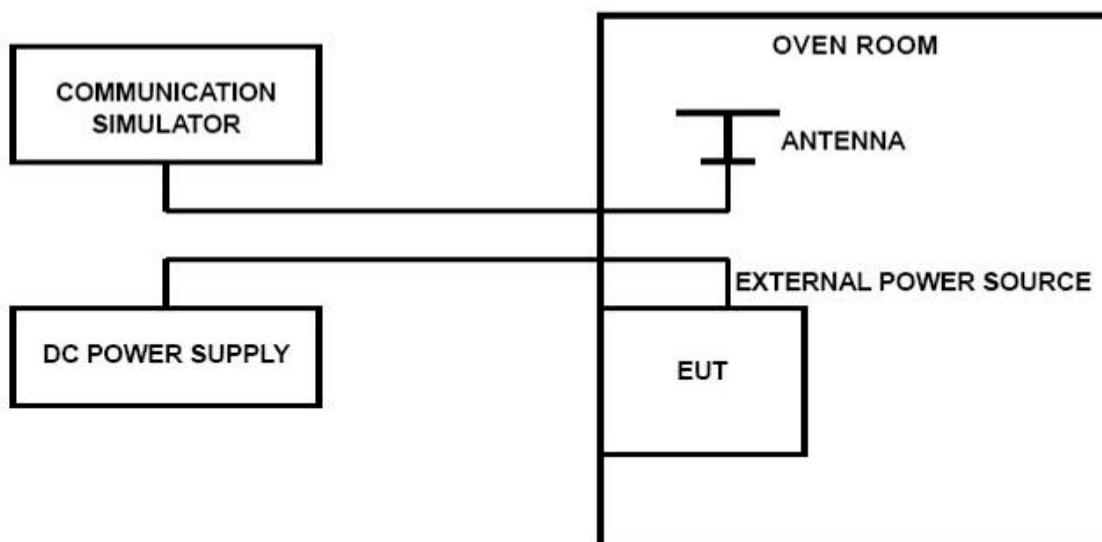 COMMUNICATION
SIMULATOR
OVEN ROOM
ANTENNA
EXTERNAL POWER SOURCE
DC POWER SUPPLY
EUT